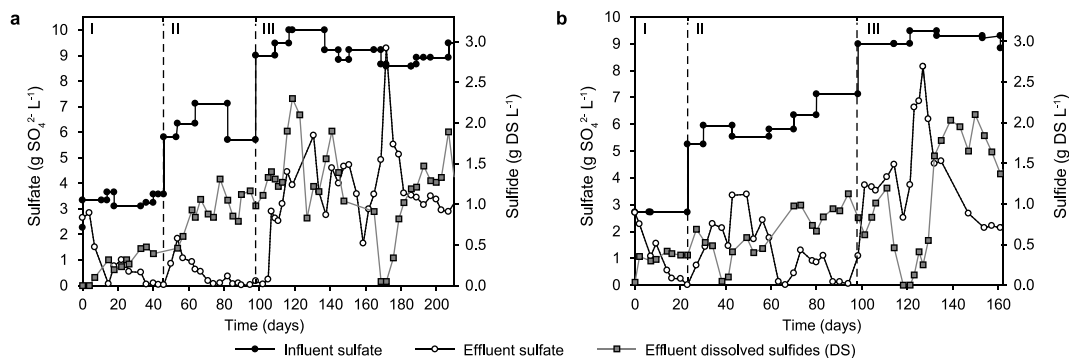 a
I II III
10
9
8
7
6
5
4
3
2
1
0
Sulfate (g SO₄²⁻ L⁻¹)
3.0
2.5
2.0
1.5
1.0
0.5
0.0
Sulfide (g DS L⁻¹)
0 20 40 60 80 100 120 140 160 180 200
Time (days)
b
I II III
10
9
8
7
6
5
4
3
2
1
0
Sulfate (g SO₄²⁻ L⁻¹)
3.0
2.5
2.0
1.5
1.0
0.5
0.0
Sulfide (g DS L⁻¹)
0 20 40 60 80 100 120 140 160
Time (days)
Influent sulfate Effluent sulfate Effluent dissolved sulfides (DS)